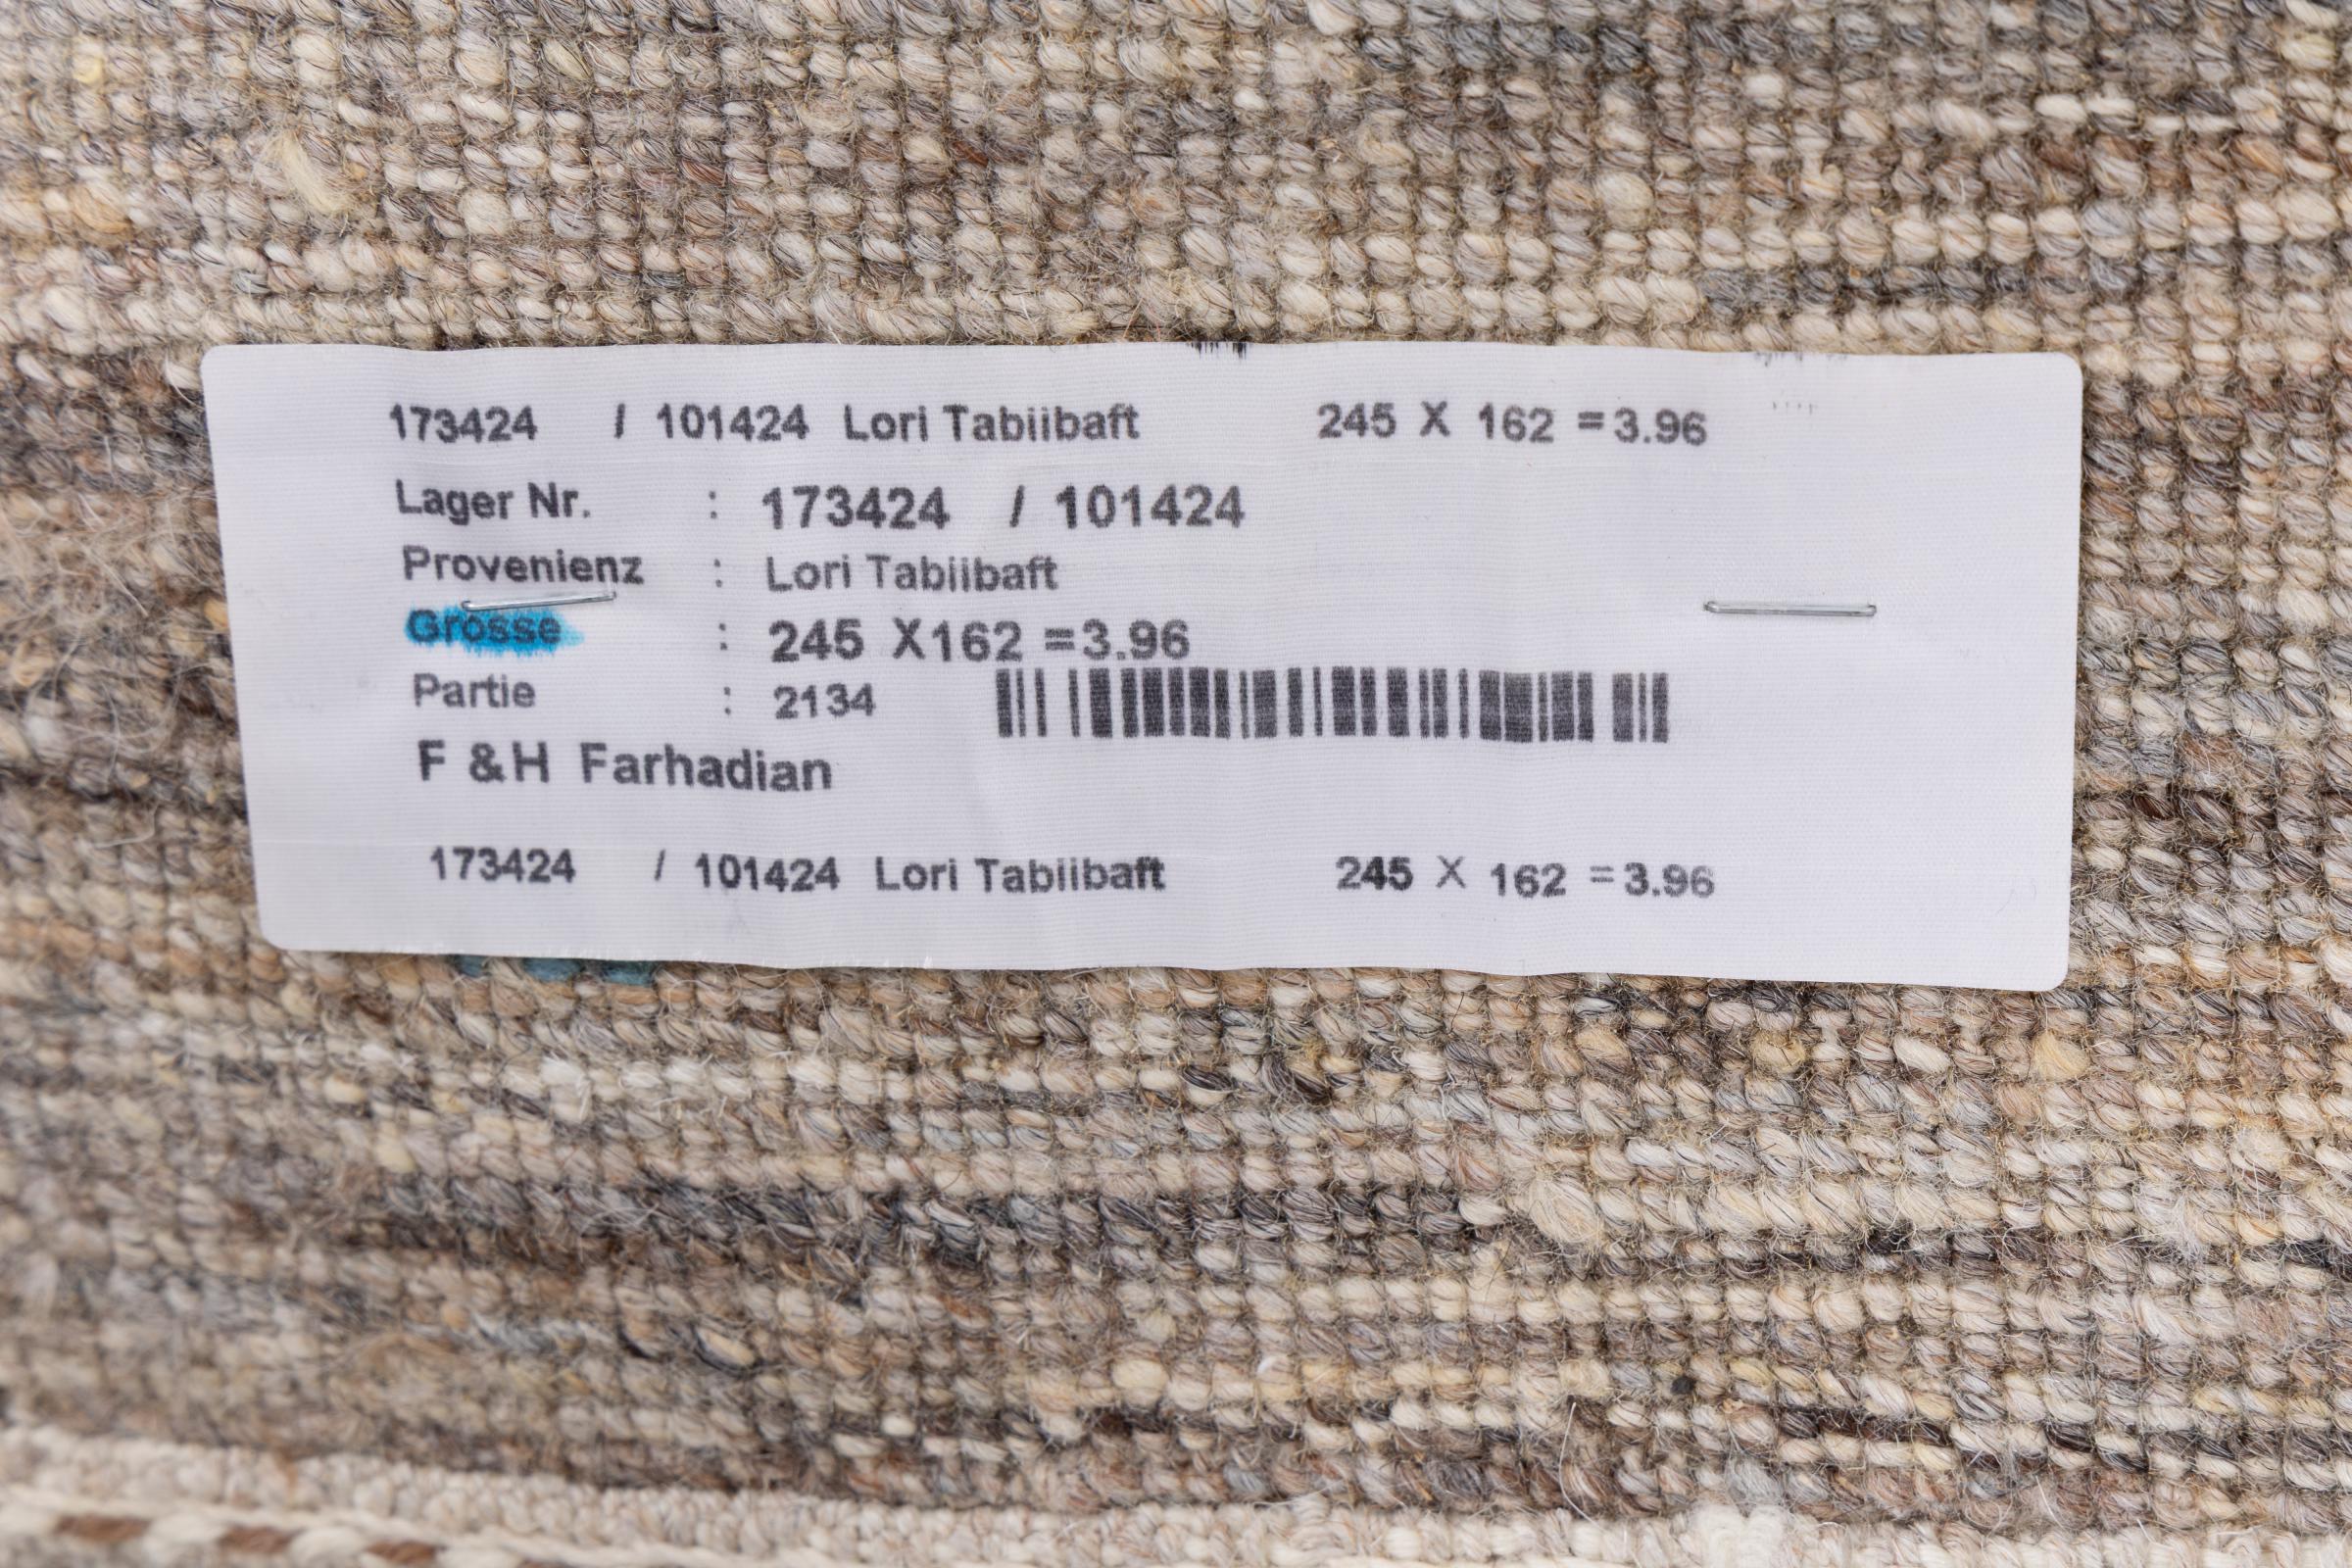 173424 / 101424 Lori Tabiibaft 245 X 162 =3.96
Lager Nr. : 173424 / 101424
Provenienz : Lori Tabiibaft
Grosse : 245 X162 =3.96
Partie : 2134
F &H Farhadian
173424 / 101424 Lori Tabiibaft 245 X 162 =3.96